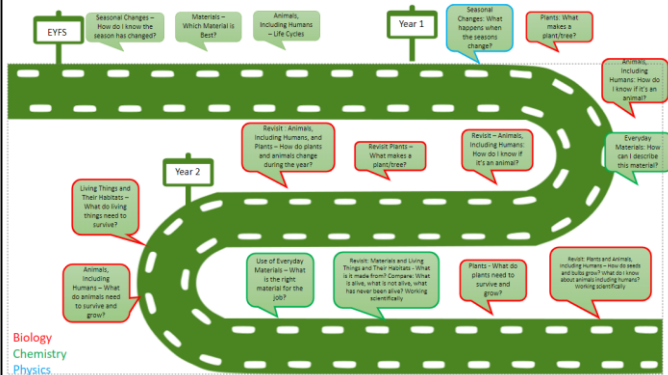 EYFS
Seasonal Changes –
How do I know the
season has changed?
Materials –
Which Material is
Best?
Animals,
Including Humans
– Life Cycles
Year 1
Seasonal
Changes: What
happens when
the seasons
change?
Plants: What
makes a
plant/tree?
Animals,
Including
Humans: How do
I know if it's an
animal?
Everyday
Materials: How
can I describe
this material?
Revisit – Animals,
Including Humans:
How do I know if
it's an animal?
Revisit Plants –
What makes a
plant/tree?
Revisit : Animals,
Including Humans, and
Plants – How do plants
and animals change
during the year?
Year 2
Living Things and
Their Habitats –
What do living
things need to
survive?
Animals,
Including
Humans – What
do animals need
to survive and
grow?
Use of Everyday
Materials – What
is the right
material for the
job?
Revisit: Materials and Living
Things and Their Habitats - What
is it made from? Compare: What
is alive, what is not alive, what
has never been alive? Working
scientifically
Plants - What do
plants need to
survive and
grow?
Revisit: Plants and Animals,
including Humans – How do seeds
and bulbs grow? What do I know
about animals including humans?
Working scientifically
Biology
Chemistry
Physics